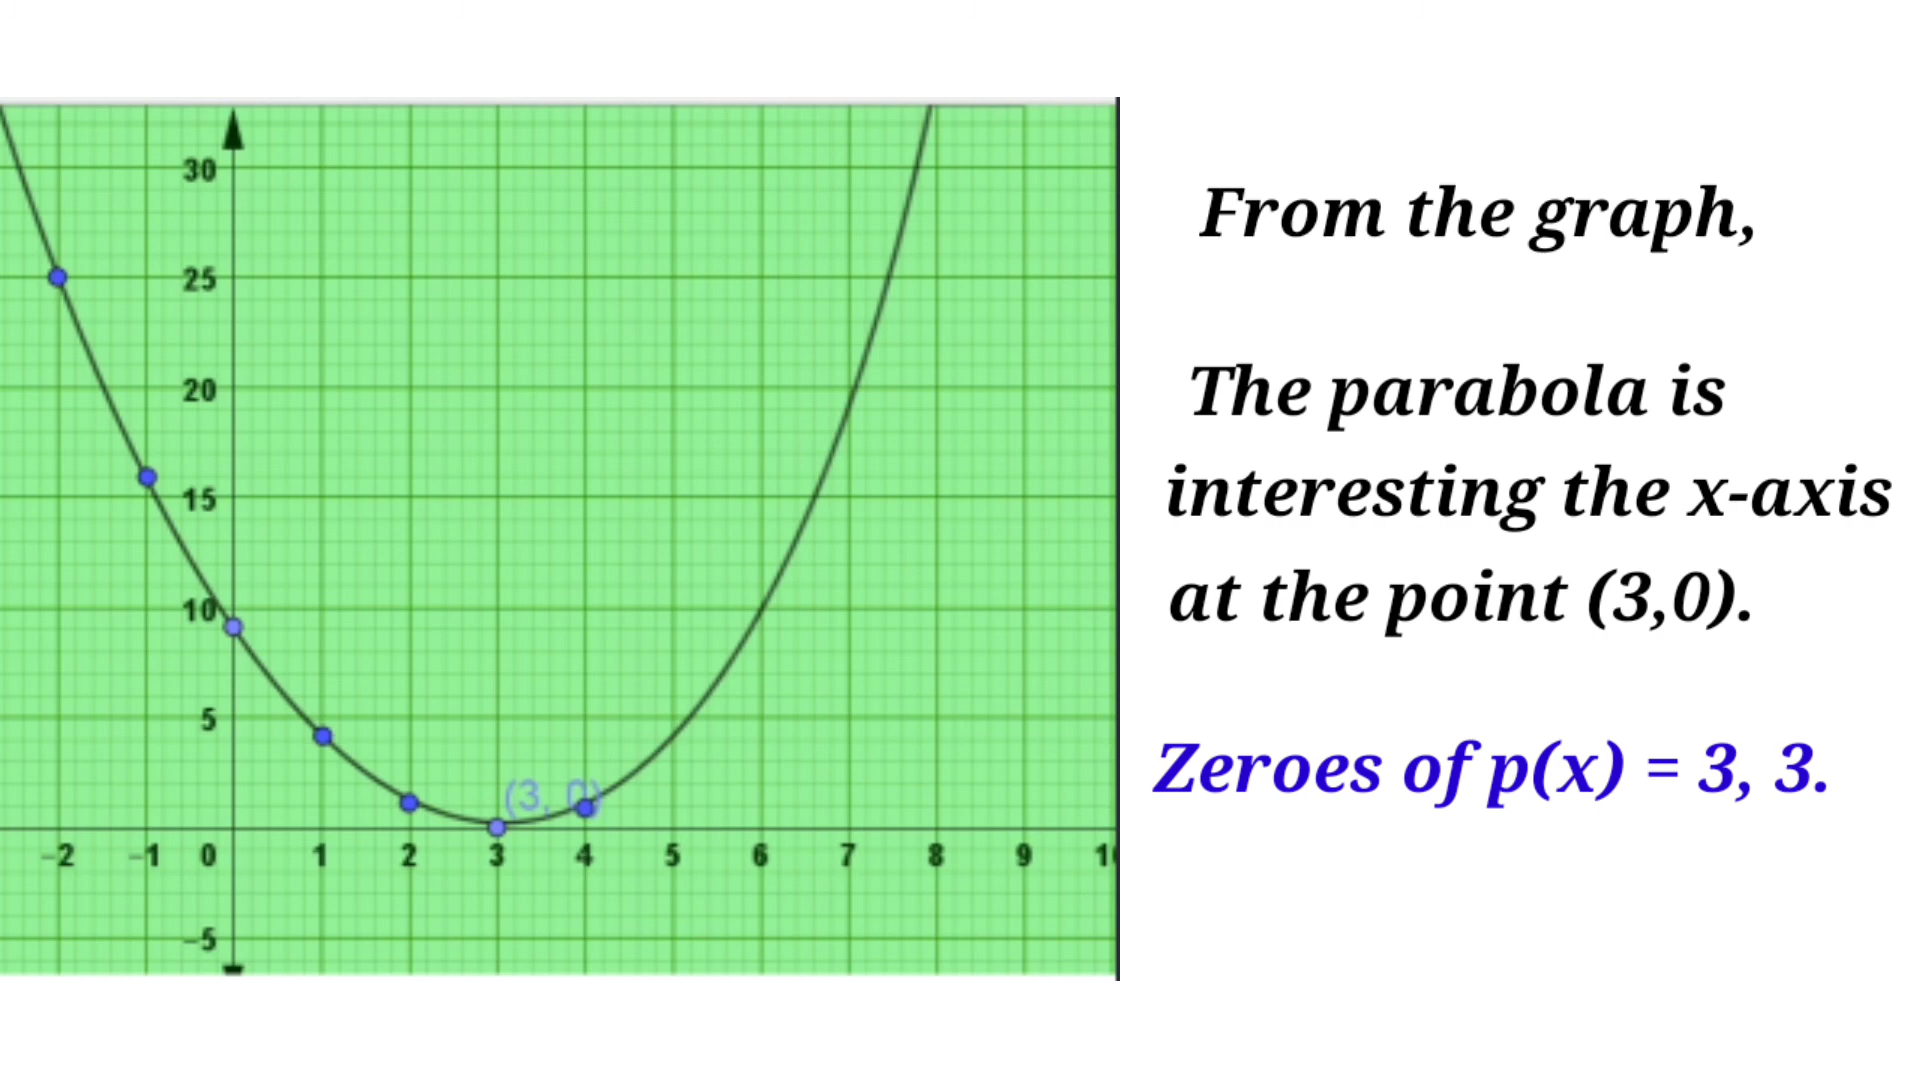 30
25
20
15
10
5
(3, 0)
–2 –1 0 1 2 3 4 5 6 7 8 9
–5
From the graph,
The parabola is
interesting the x-axis
at the point (3,0).
Zeroes of p(x) = 3, 3.